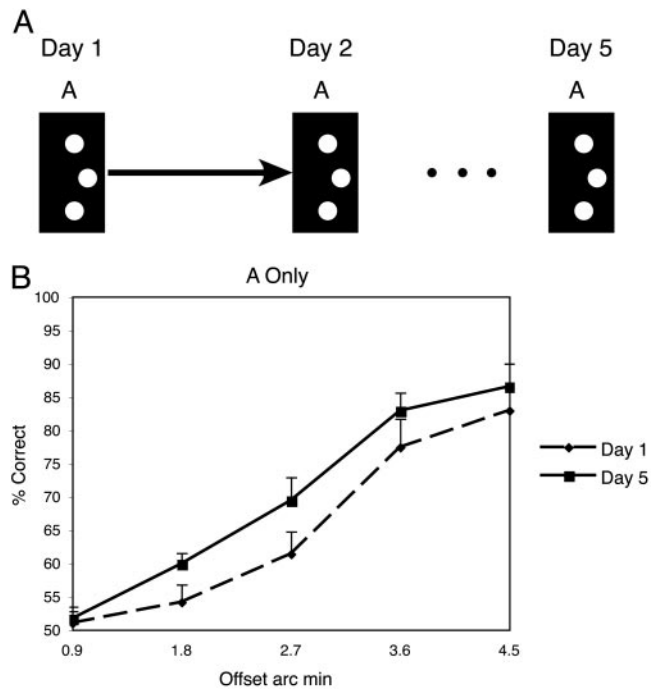 A
Day 1 Day 2 Day 5
A A A
B A Only
100
95
90
85
80
75
70
65
60
55
50
% Correct
0.9 1.8 2.7 3.6 4.5
Offset arc min
Day 1
Day 5